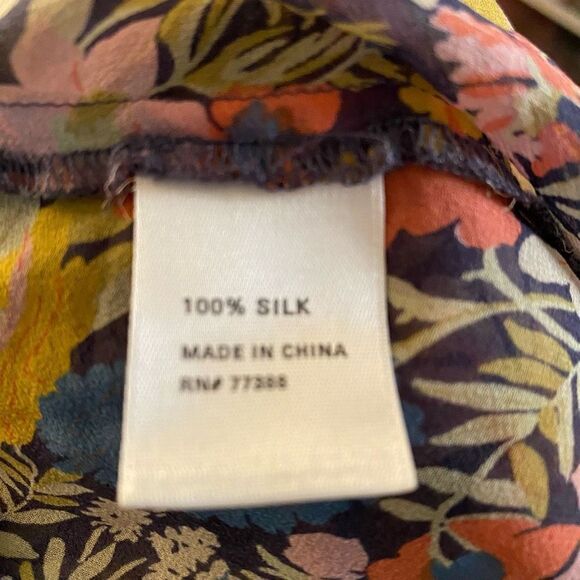 100% SILK
MADE IN CHINA
RN# 77388